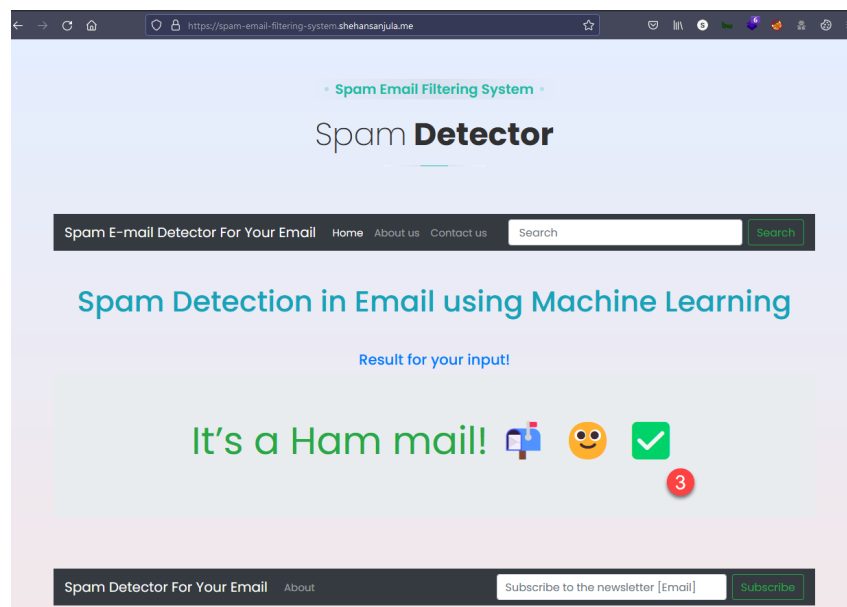 https://spam-email-filtering-system.shehansanjula.me
6
Spam Email Filtering System
Spam Detector
Spam E-mail Detector For Your Email Home About us Contact us Search Search
Spam Detection in Email using Machine Learning
Result for your input!
It's a Ham mail!
3
Spam Detector For Your Email About Subscribe to the newsletter [Email] Subscribe